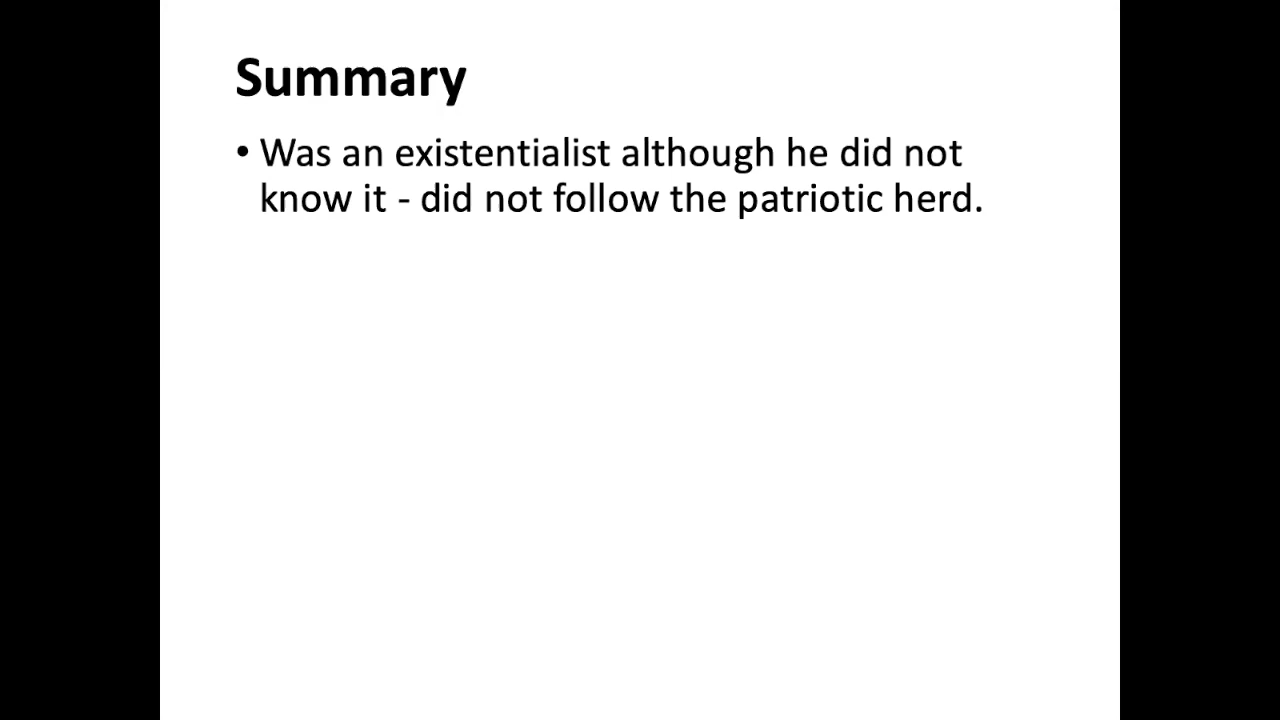 Summary
• Was an existentialist although he did not
know it - did not follow the patriotic herd.